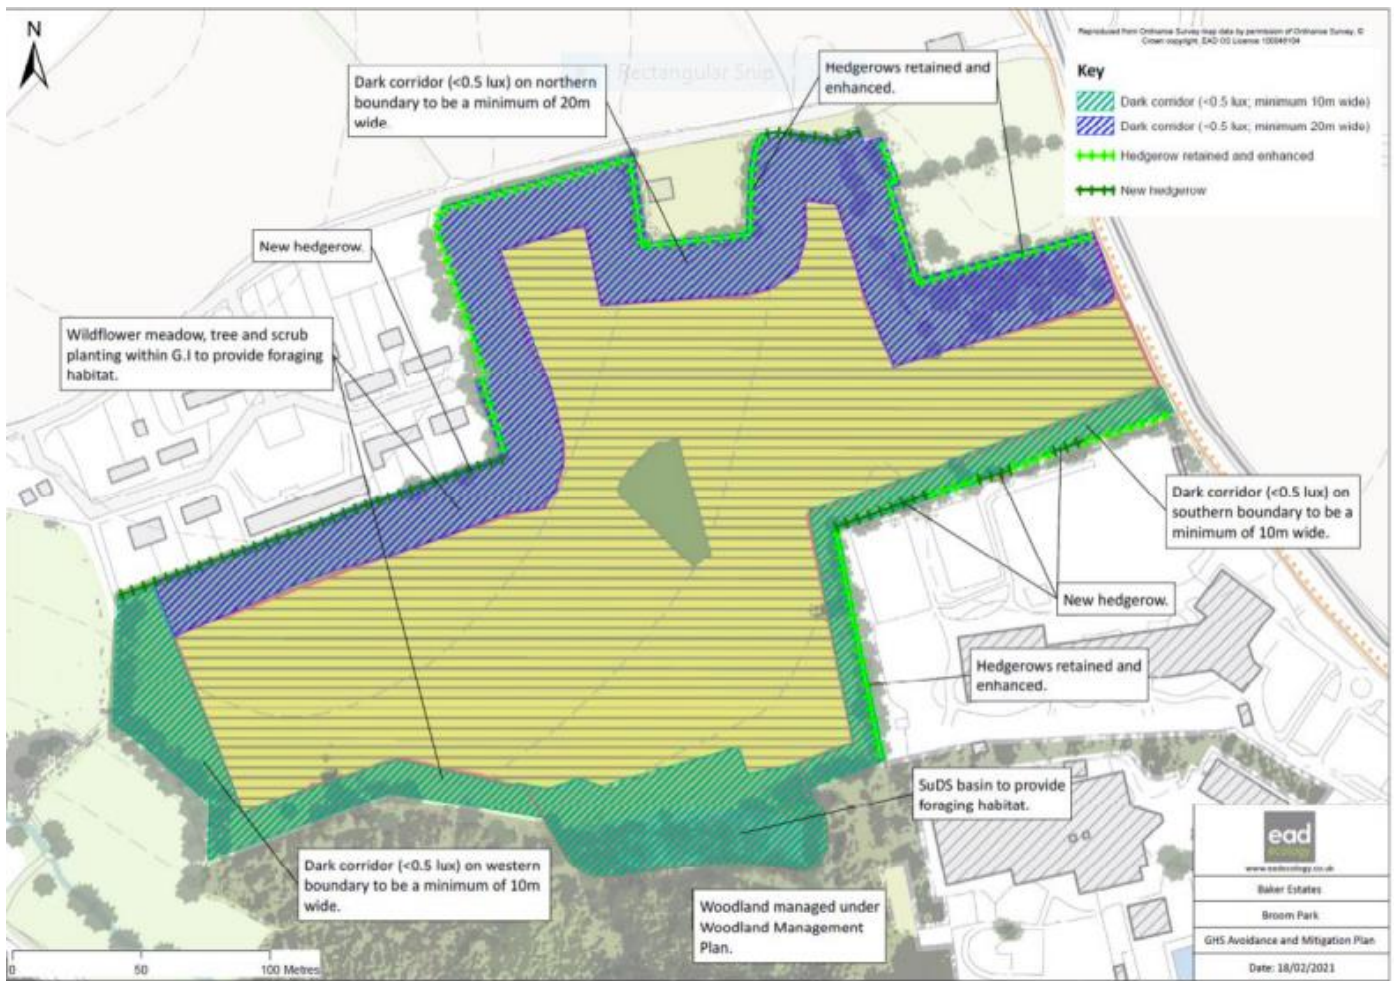 N
Reproduced from Ordnance Survey map data by permission of Ordnance Survey, ©
Crown copyright. EAD OS Licence 100046104
Rectangular Snip
Key
Dark corridor (<0.5 lux; minimum 10m wide)
Dark corridor (<0.5 lux; minimum 20m wide)
Hedgerow retained and enhanced
New hedgerow
Dark corridor (<0.5 lux) on northern
boundary to be a minimum of 20m
wide.
Hedgerows retained and
enhanced.
New hedgerow.
Wildflower meadow, tree and scrub
planting within G.I to provide foraging
habitat.
Dark corridor (<0.5 lux) on
southern boundary to be a
minimum of 10m wide.
New hedgerow.
Hedgerows retained and
enhanced.
SuDS basin to provide
foraging habitat.
Dark corridor (<0.5 lux) on western
boundary to be a minimum of 10m
wide.
Woodland managed under
Woodland Management
Plan.
0 50 100 Metres
ead
ecology
www.eadecology.co.uk
Baker Estates
Broom Park
GHS Avoidance and Mitigation Plan
Date: 18/02/2021